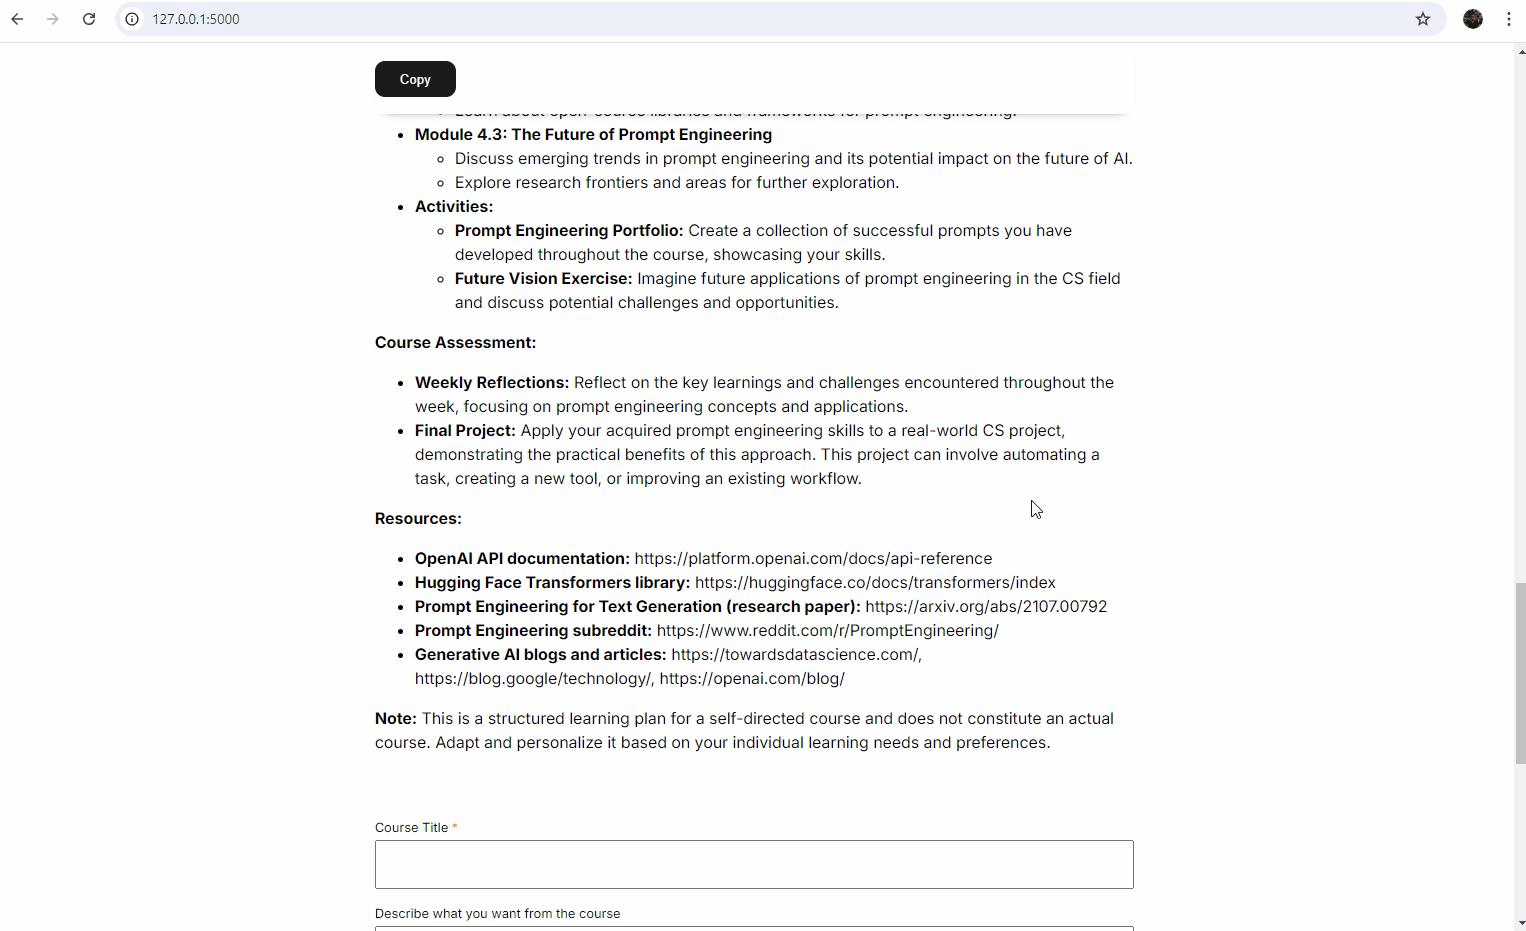 127.0.0.1:5000
Copy
Learn about open-source libraries and frameworks for prompt engineering.
• Module 4.3: The Future of Prompt Engineering
◦ Discuss emerging trends in prompt engineering and its potential impact on the future of AI.
◦ Explore research frontiers and areas for further exploration.
• Activities:
◦ Prompt Engineering Portfolio: Create a collection of successful prompts you have
developed throughout the course, showcasing your skills.
◦ Future Vision Exercise: Imagine future applications of prompt engineering in the CS field
and discuss potential challenges and opportunities.
Course Assessment:
• Weekly Reflections: Reflect on the key learnings and challenges encountered throughout the
week, focusing on prompt engineering concepts and applications.
• Final Project: Apply your acquired prompt engineering skills to a real-world CS project,
demonstrating the practical benefits of this approach. This project can involve automating a
task, creating a new tool, or improving an existing workflow.
Resources:
• OpenAI API documentation: https://platform.openai.com/docs/api-reference
• Hugging Face Transformers library: https://huggingface.co/docs/transformers/index
• Prompt Engineering for Text Generation (research paper): https://arxiv.org/abs/2107.00792
• Prompt Engineering subreddit: https://www.reddit.com/r/PromptEngineering/
• Generative AI blogs and articles: https://towardsdatascience.com/,
https://blog.google/technology/, https://openai.com/blog/
Note: This is a structured learning plan for a self-directed course and does not constitute an actual
course. Adapt and personalize it based on your individual learning needs and preferences.
Course Title *
Describe what you want from the course